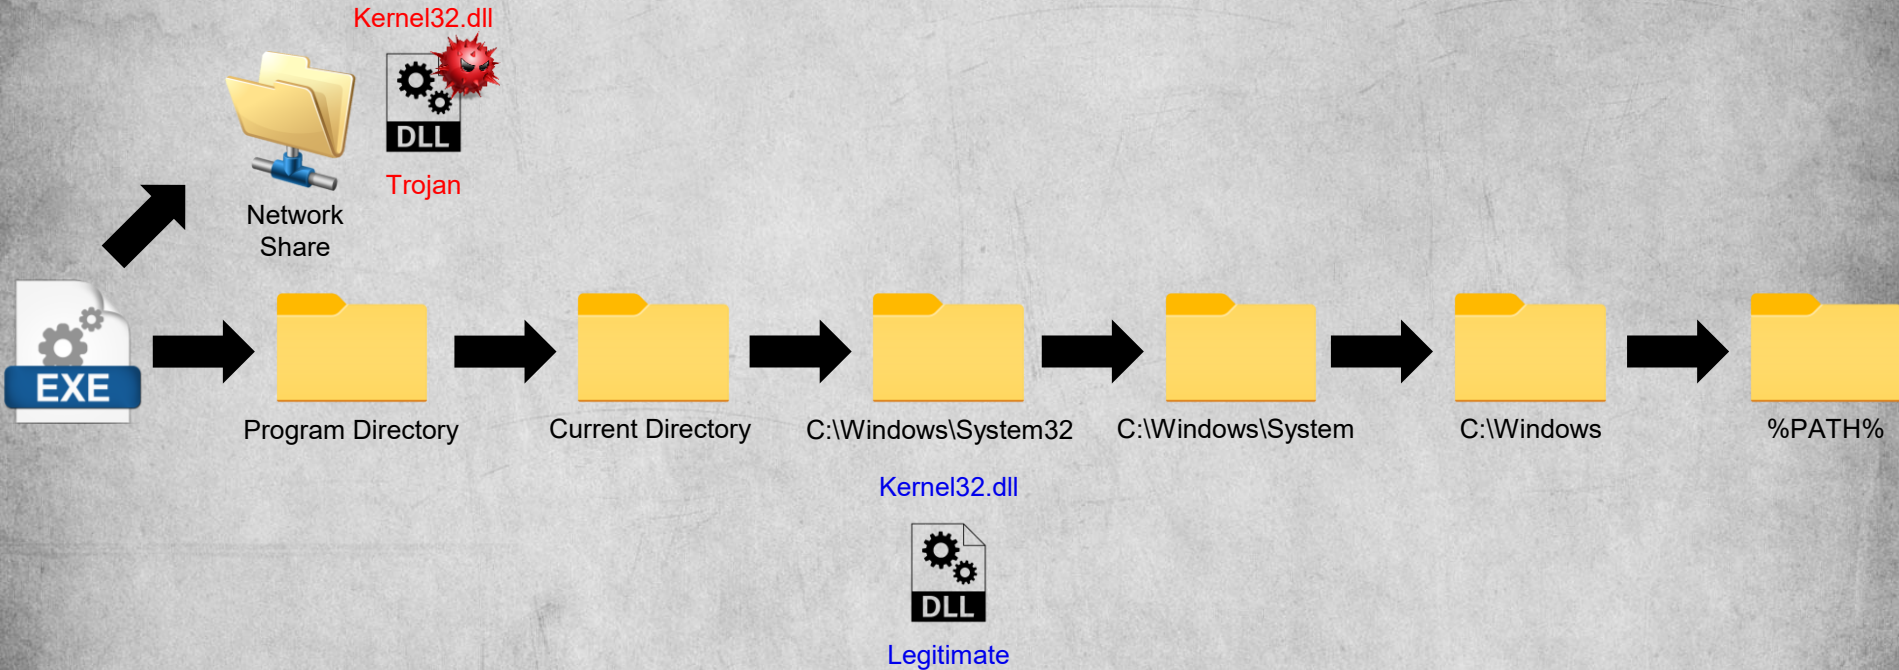 Kernel32.dll
DLL
Trojan
Network
Share
EXE
Program Directory
Current Directory
C:\Windows\System32
C:\Windows\System
C:\Windows
%PATH%
Kernel32.dll
DLL
Legitimate